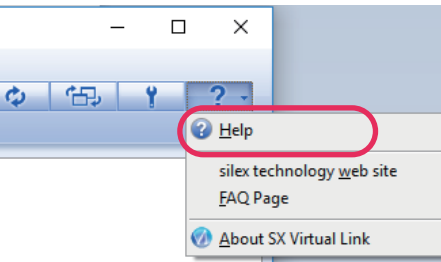 ?
Help
silex technology web site
FAQ Page
About SX Virtual Link